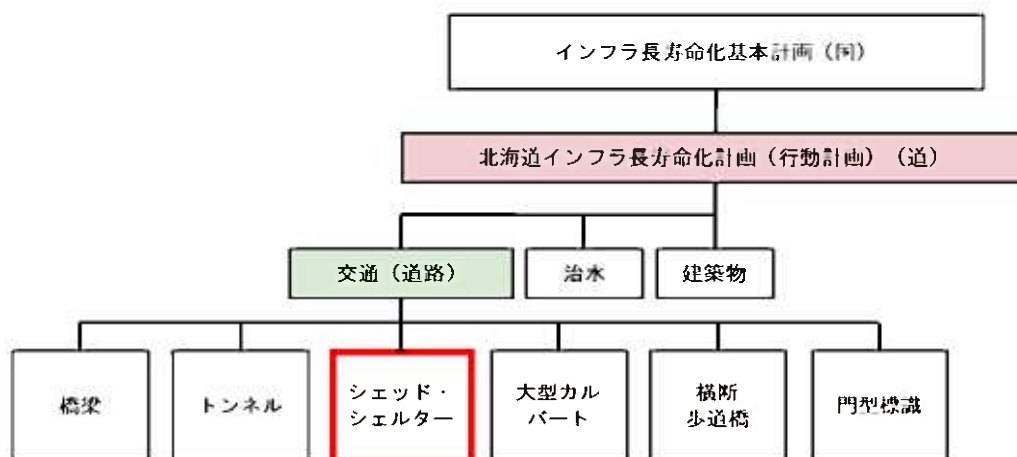 インフラ長寿命化基本計画（国）
北海道インフラ長寿命化計画（行動計画）（道）
交通（道路）
治水
建築物
橋梁
トンネル
シェッド・
シェルター
大型カル
バート
横断
歩道橋
門型標識